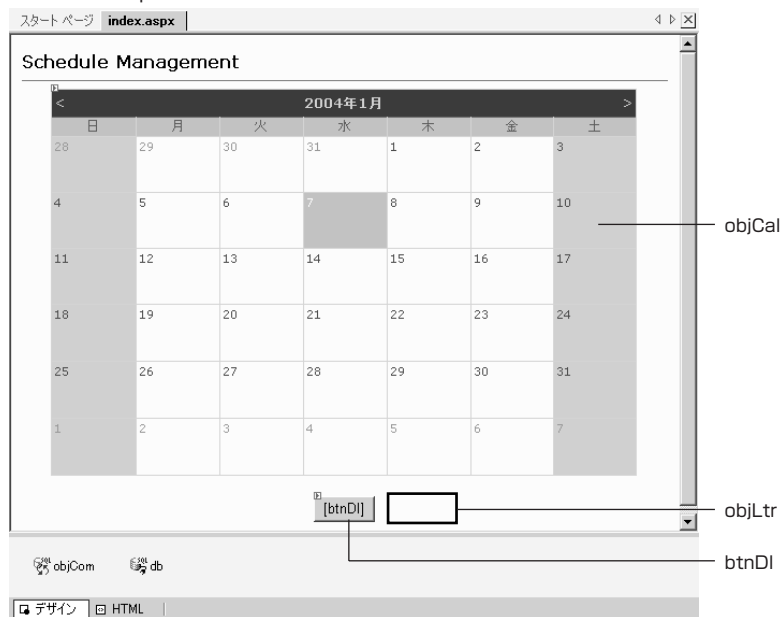 スタート ページ index.aspx
Schedule Management
< 2004年1月 >
日 月 火 水 木 金 土
28 29 30 31 1 2 3
4 5 6 7 8 9 10
objCal
11 12 13 14 15 16 17
18 19 20 21 22 23 24
25 26 27 28 29 30 31
1 2 3 4 5 6 7
[btnDl]
objLtr
btnDl
SQL objCom SQL db
デザイン HTML